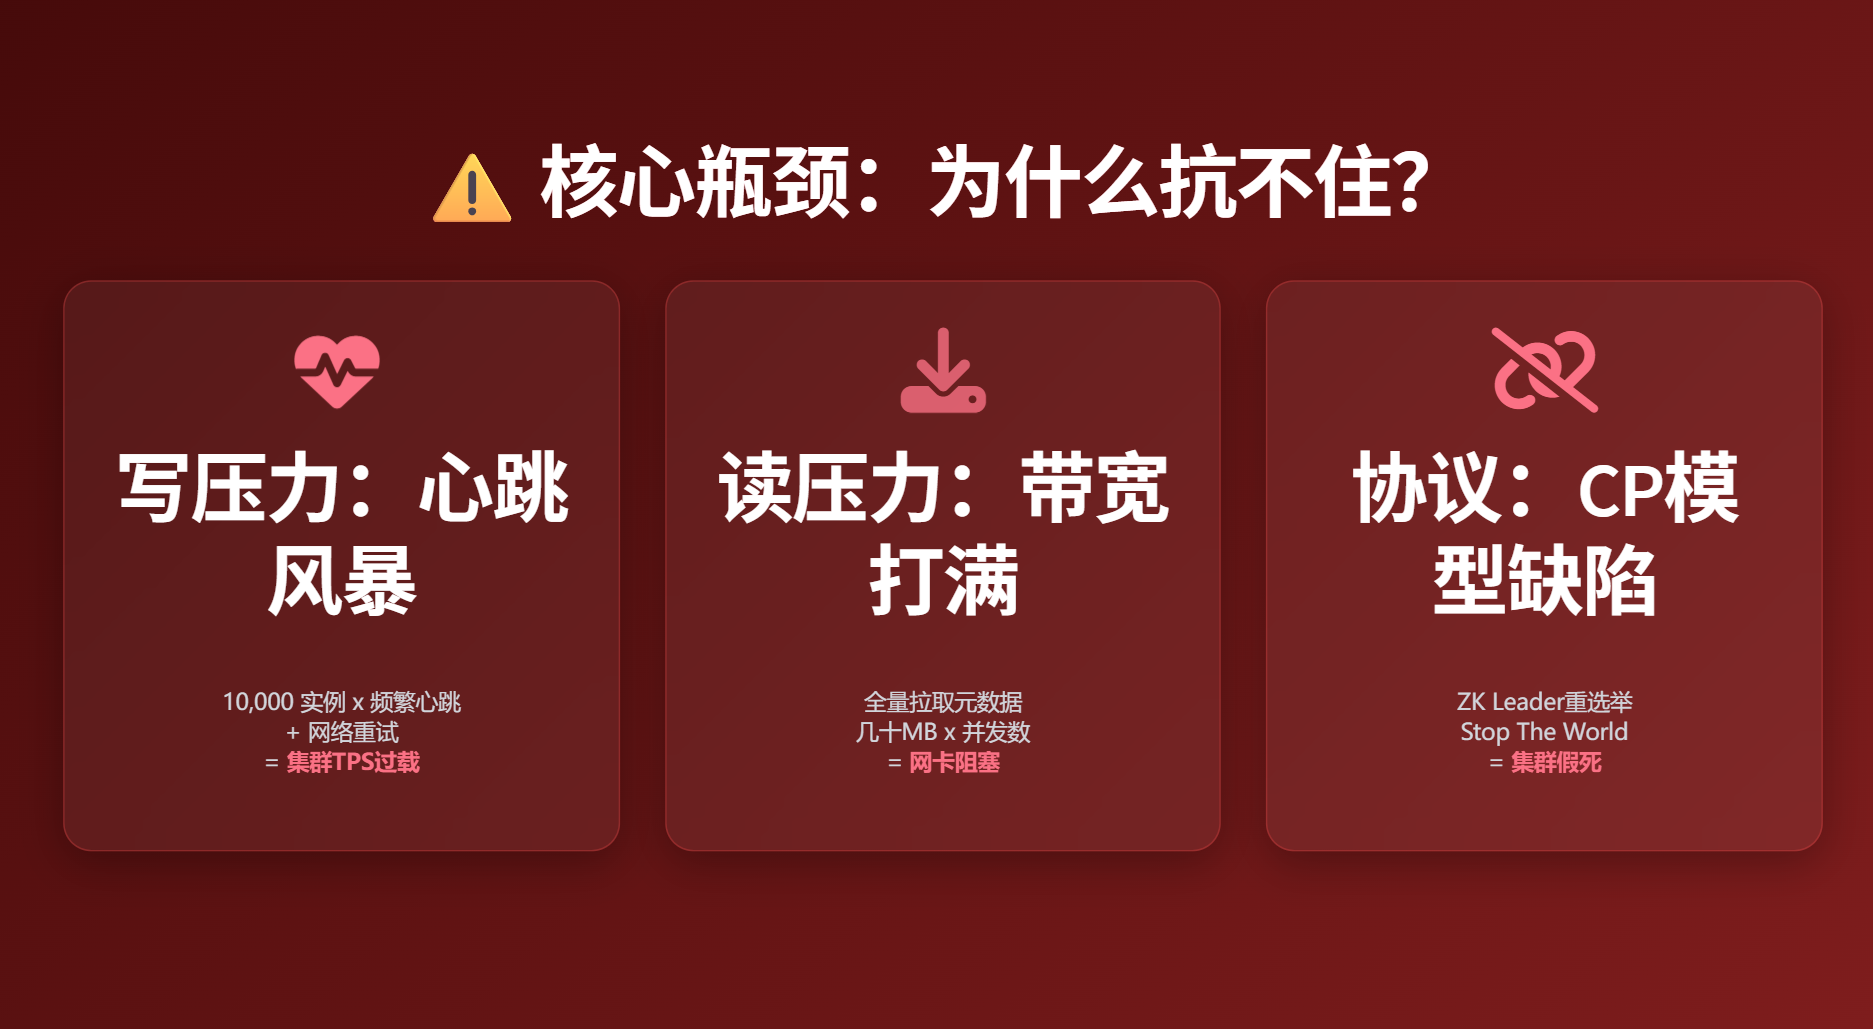 ⚠️ 核心瓶颈：为什么抗不住？
写压力：心跳
风暴
10,000 实例 x 频繁心跳
+ 网络重试
= 集群TPS过载
读压力：带宽
打满
全量拉取元数据
几十MB x 并发数
= 网卡阻塞
协议：CP模
型缺陷
ZK Leader重选举
Stop The World
= 集群假死